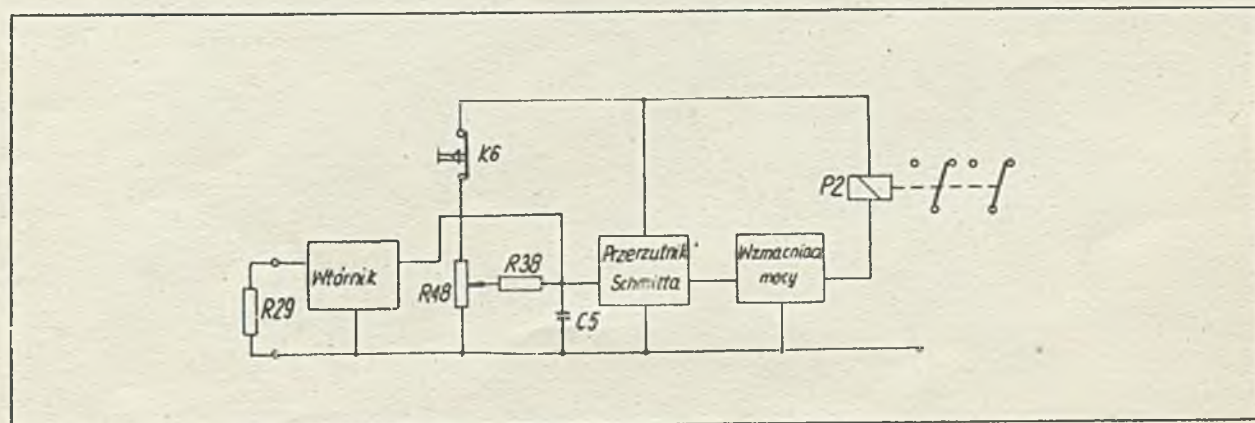 K6
P2
Wtórnik
R29
R48
R38
C5
Przerzutnik
Schmitta
Wzmacniacz
mocy